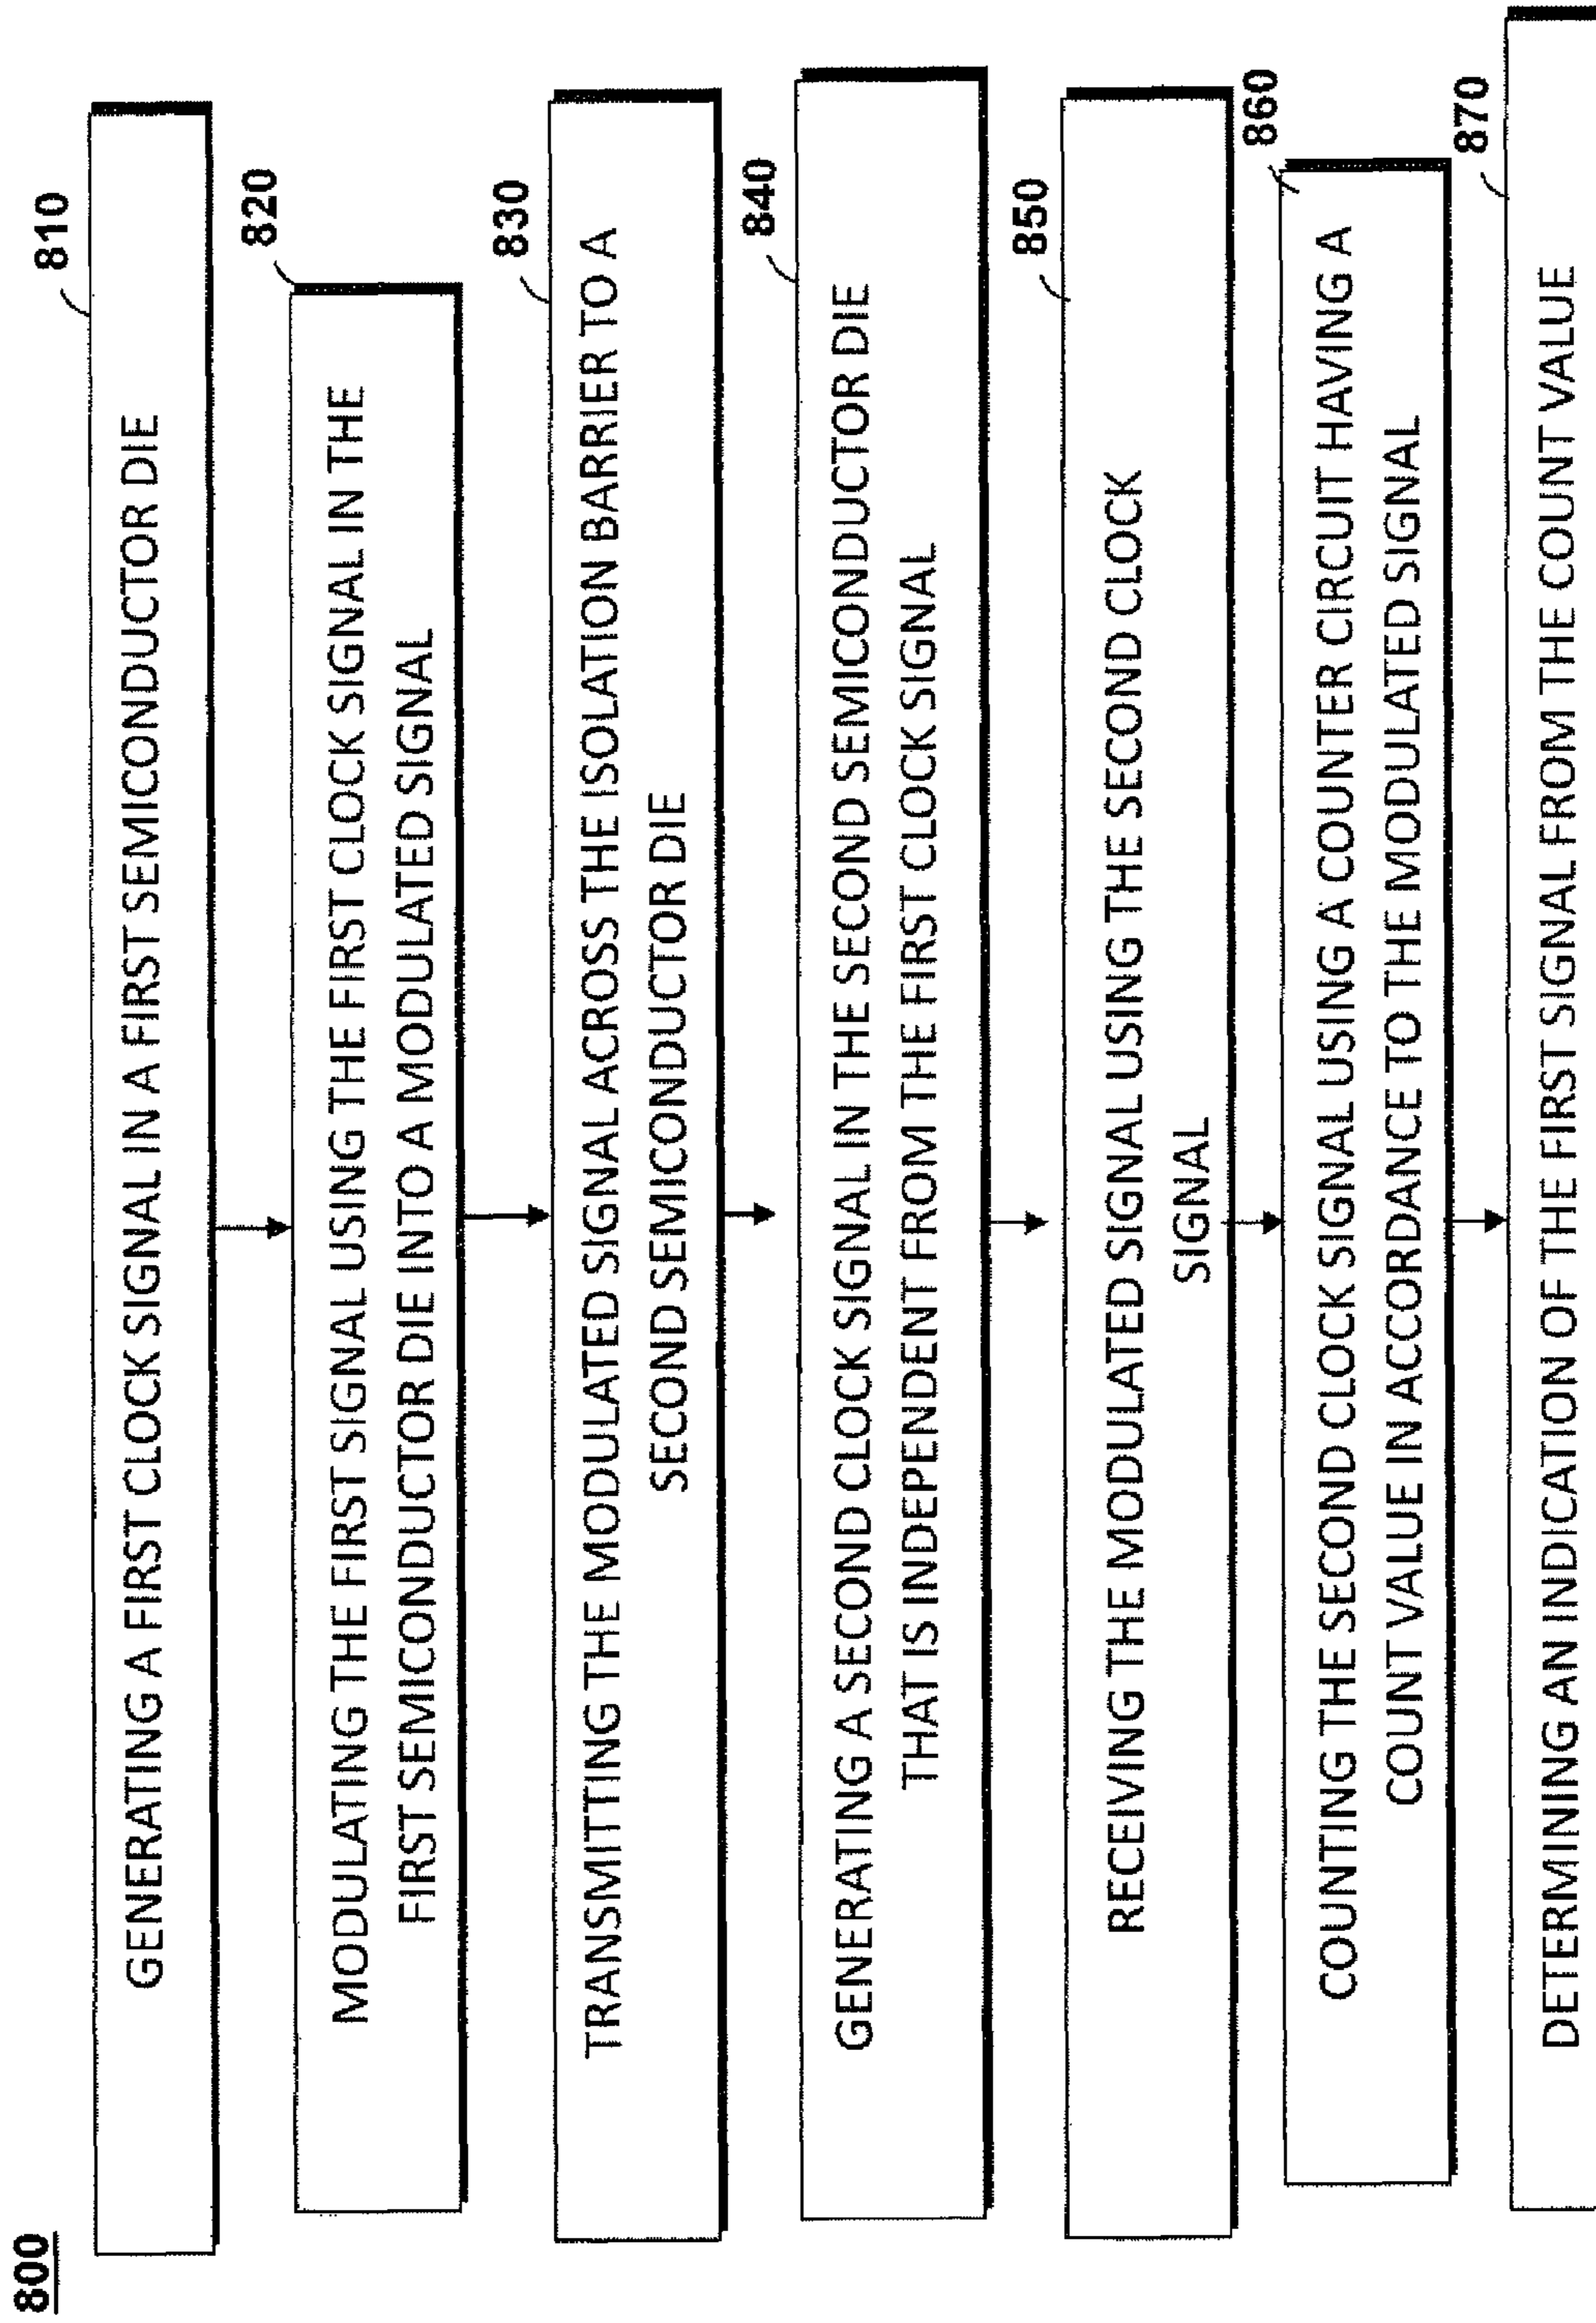 800
810
GENERATING A FIRST CLOCK SIGNAL IN A FIRST SEMICONDUCTOR DIE
820
MODULATING THE FIRST SIGNAL USING THE FIRST CLOCK SIGNAL IN THE
FIRST SEMICONDUCTOR DIE INTO A MODULATED SIGNAL
830
TRANSMITTING THE MODULATED SIGNAL ACROSS THE ISOLATION BARRIER TO A
SECOND SEMICONDUCTOR DIE
840
GENERATING A SECOND CLOCK SIGNAL IN THE SECOND SEMICONDUCTOR DIE
THAT IS INDEPENDENT FROM THE FIRST CLOCK SIGNAL
850
RECEIVING THE MODULATED SIGNAL USING THE SECOND CLOCK
SIGNAL
860
COUNTING THE SECOND CLOCK SIGNAL USING A COUNTER CIRCUIT HAVING A
COUNT VALUE IN ACCORDANCE TO THE MODULATED SIGNAL
870
DETERMINING AN INDICATION OF THE FIRST SIGNAL FROM THE COUNT VALUE